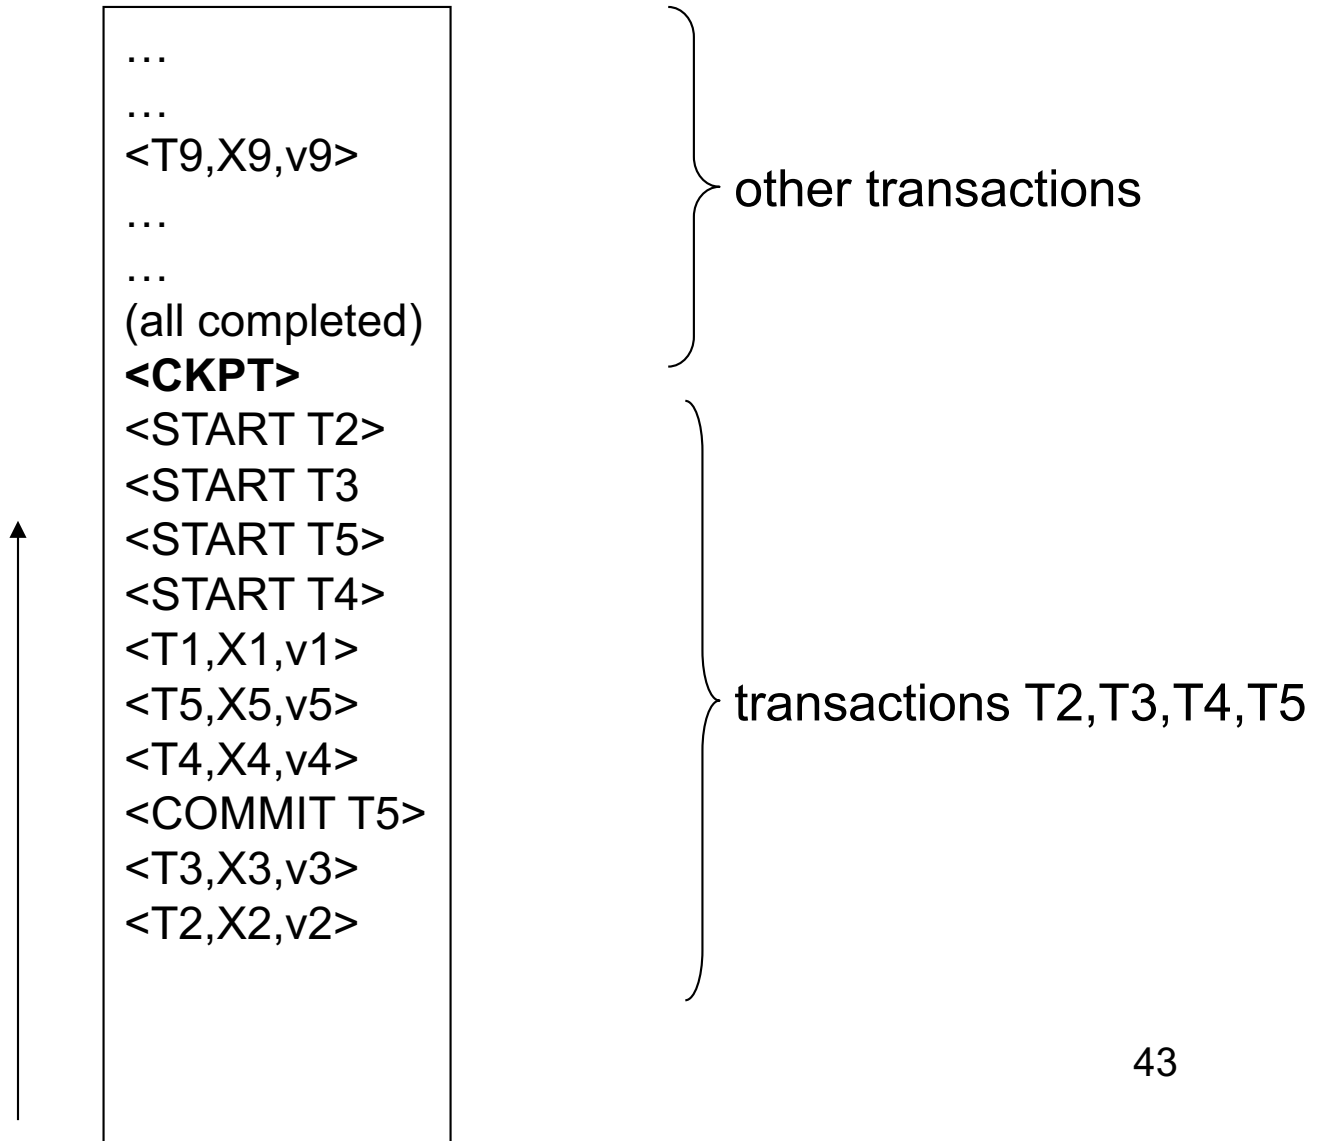 …
…
<T9,X9,v9>
…
…
(all completed)
<CKPT>
<START T2>
<START T3
<START T5>
<START T4>
<T1,X1,v1>
<T5,X5,v5>
<T4,X4,v4>
<COMMIT T5>
<T3,X3,v3>
<T2,X2,v2>
other transactions
transactions T2,T3,T4,T5
43